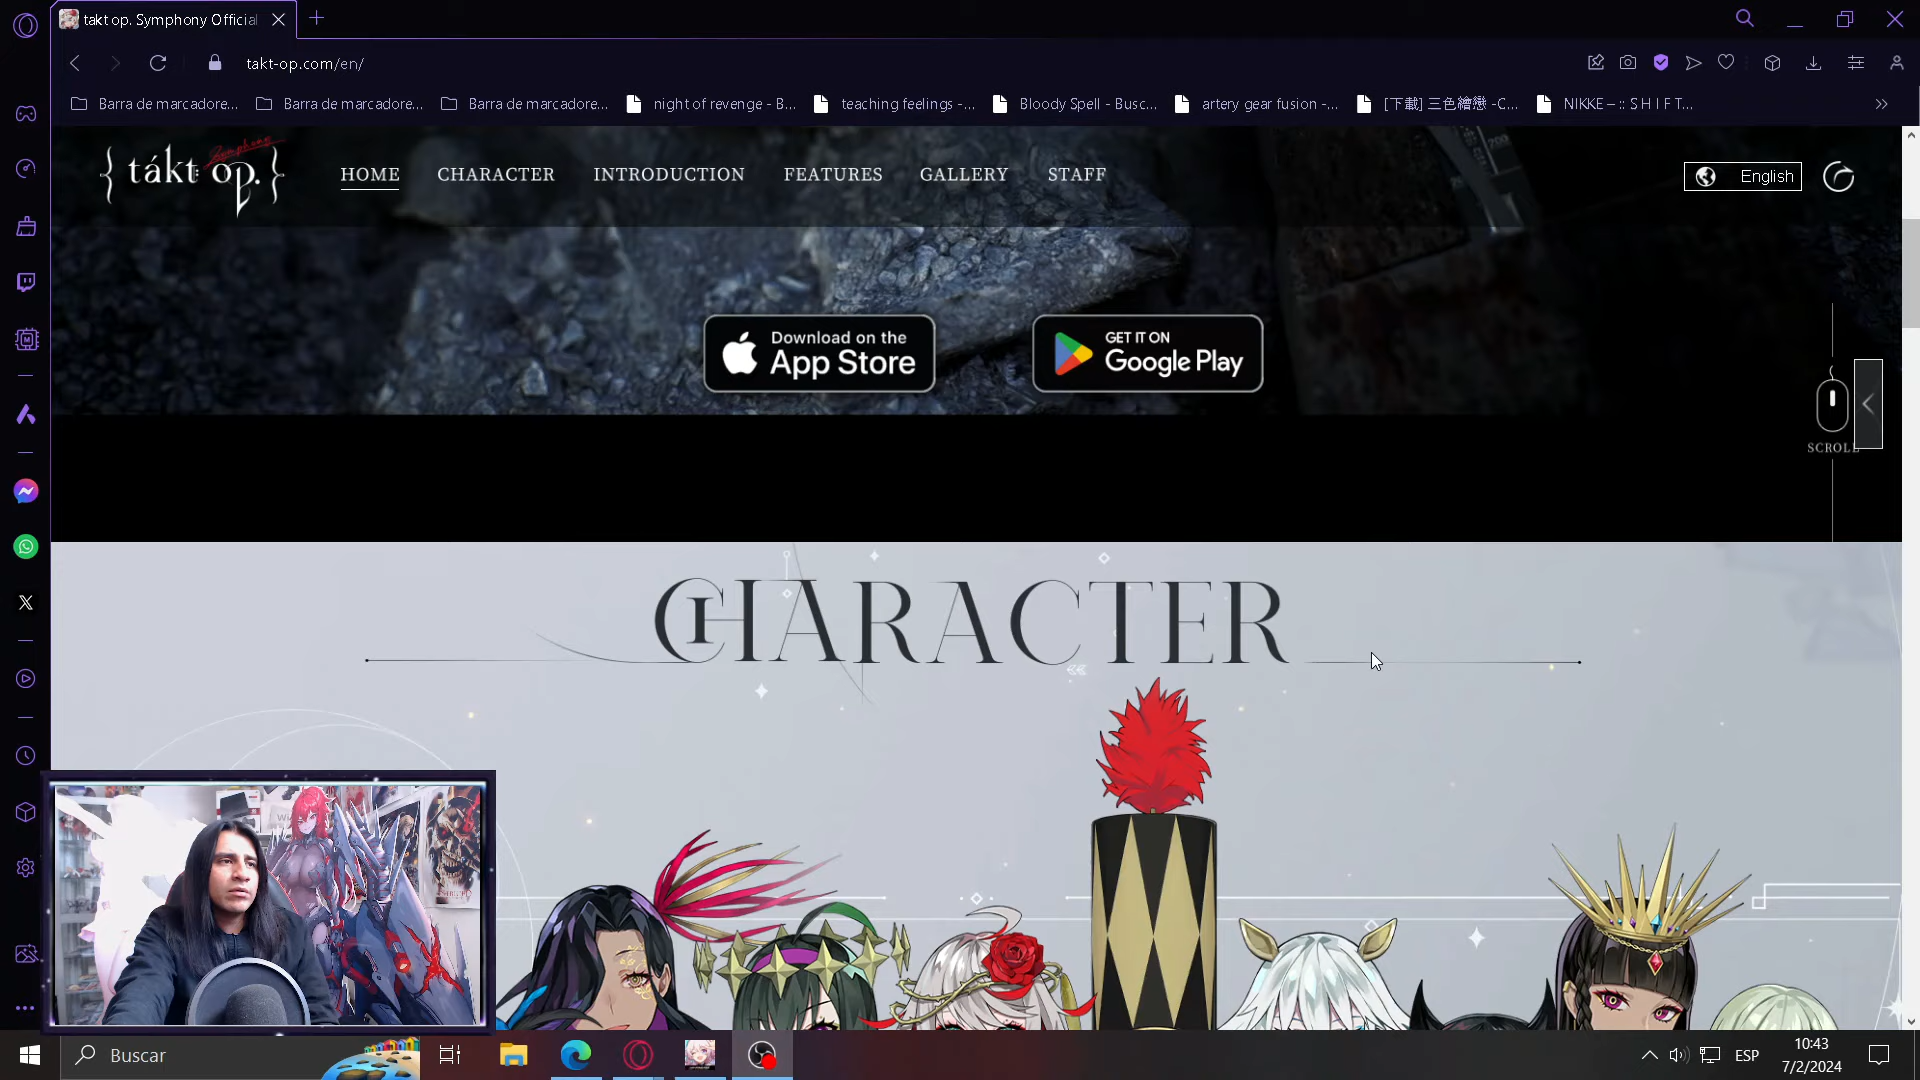 takt op. Symphony Official
takt-op.com/en/
Barra de marcadore...
Barra de marcadore...
Barra de marcadore...
night of revenge - B...
teaching feelings -...
Bloody Spell - Busc...
artery gear fusion -...
[下載] 三色繪戀 -C...
NIKKE – :: S H I F T...
{ takt op. }
Symphony
HOME
CHARACTER
INTRODUCTION
FEATURES
GALLERY
STAFF
English
Download on the
App Store
GET IT ON
Google Play
SCROLL
CHARACTER
Buscar
ESP
10:43
7/2/2024